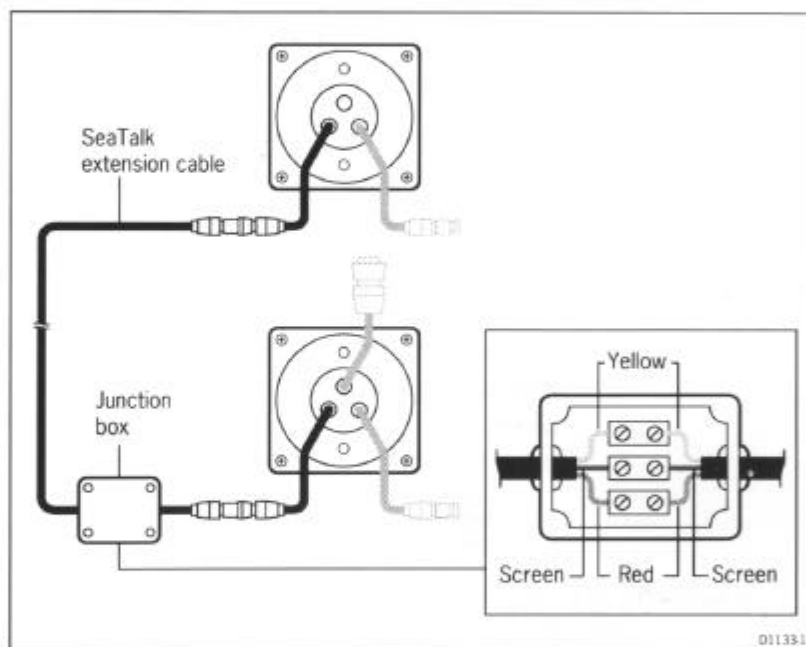 SeaTalk
extension cable
Junction
box
Yellow
Screen
Red
Screen
D1133-1